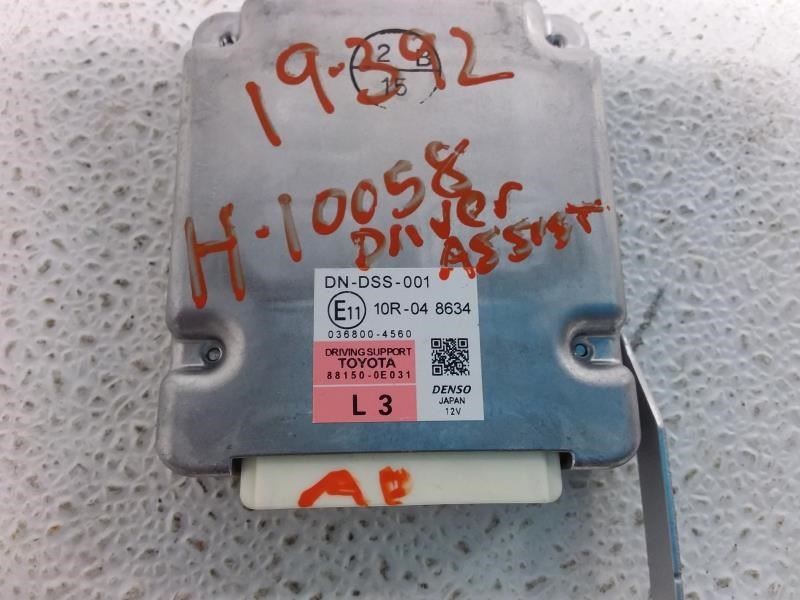 19-392
2 B
15
H-10058
DRIVER
ASSIST
DN-DSS-001
E11 10R-04 8634
036800-4560
DRIVING SUPPORT
TOYOTA
88150-0E031
L 3
DENSO
JAPAN
12V